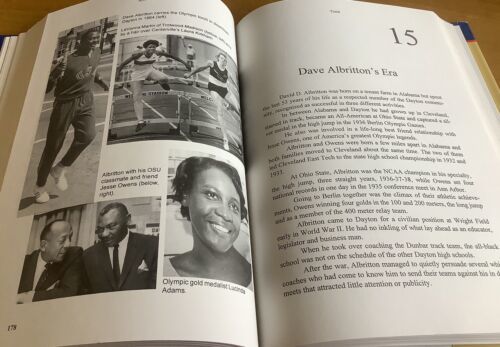 Dave Albritton carries the Olympic torch in
Dayton in 1984 (left).
LaVonna Martin of Trotwood-Madison
by a hair over Centerville's
Albritton with his OSU
classmate and friend
Jesse Owens (below,
right).
Olympic gold medalist Lucinda
Adams.
178
15
Dave Albritton's Era
David D. Albritton was born on a tenant farm in Alabama but spent
the last 53 years of his life as a respected member of the Dayton
recognized as successful in three different activities.
In between Alabama and Dayton he had grown up in Cleveland,
in track, became an All-American at Ohio State and captured a
medal in the high jump in the 1936 Berlin Olympic Games.
He also was involved in a life-long best friend relationship with
Jesse Owens, one of America's greatest Olympic legends.
Albritton and Owens were born a few miles apart in Alabama and
both families moved to Cleveland about the same time. The two of them
Cleveland East Tech to the state high school championship in 1932 and
1933.
At Ohio State, Albritton was the NCAA champion in his specialty,
the high jump, three straight years, 1936-37-38, while Owens set four
national records in one day in the 1935 conference meet in Ann Arbor.
Going to Berlin together was the climax of their athletic
Owens winning four golds in the 100 and 200 meters, the long jump
and as a member of the 400 meter relay team.
Albritton came to Dayton for a civilian position at Wright Field
early in World War II. He had no inkling of what lay ahead as an educator,
legislator and business man.
When he took over coaching the Dunbar track team, the all-black
school was not on the schedule of the other Dayton high schools.
After the war, Albritton managed to quietly persuade several
coaches who had come to know him to send their teams against his in
meets that attracted little attention or publicity.